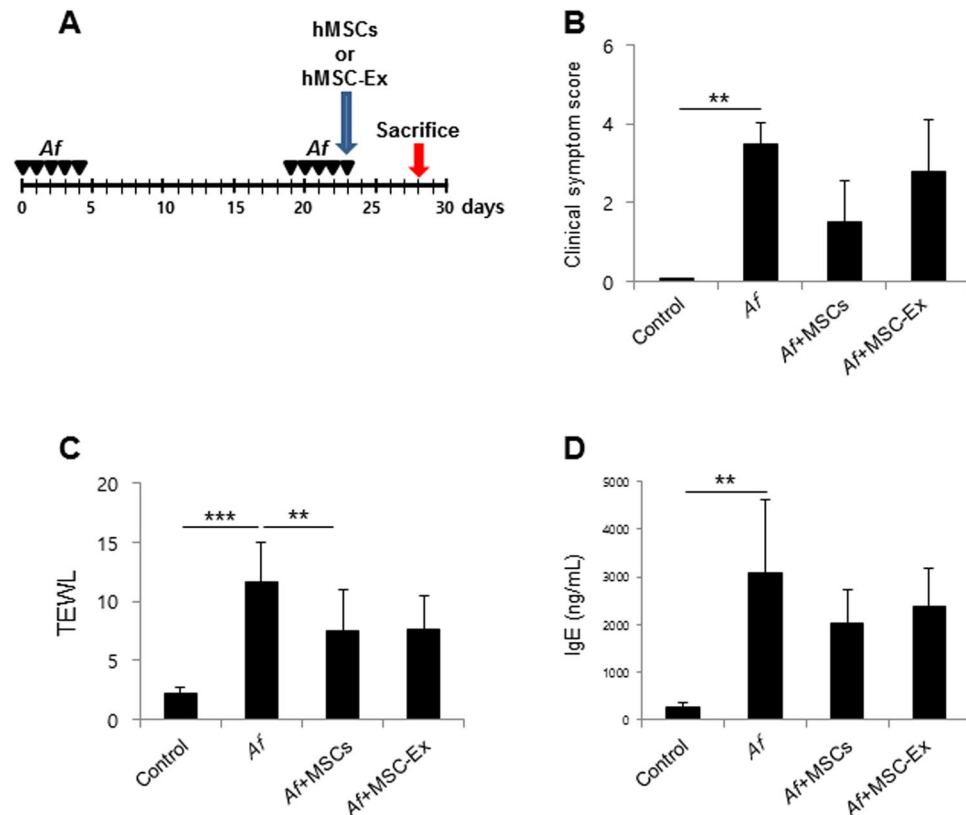 A
hMSCs
or
hMSC-Ex
Af
Af
Sacrifice
0 5 10 15 20 25 30 days
B
Clinical symptom score
6
4
2
0
**
Control
Af
Af+MSCs
Af+MSC-Ex
C
TEWL
20
15
10
5
0
***
**
Control
Af
Af+MSCs
Af+MSC-Ex
D
IgE (ng/mL)
5000
4000
3000
2000
1000
0
**
Control
Af
Af+MSCs
Af+MSC-Ex